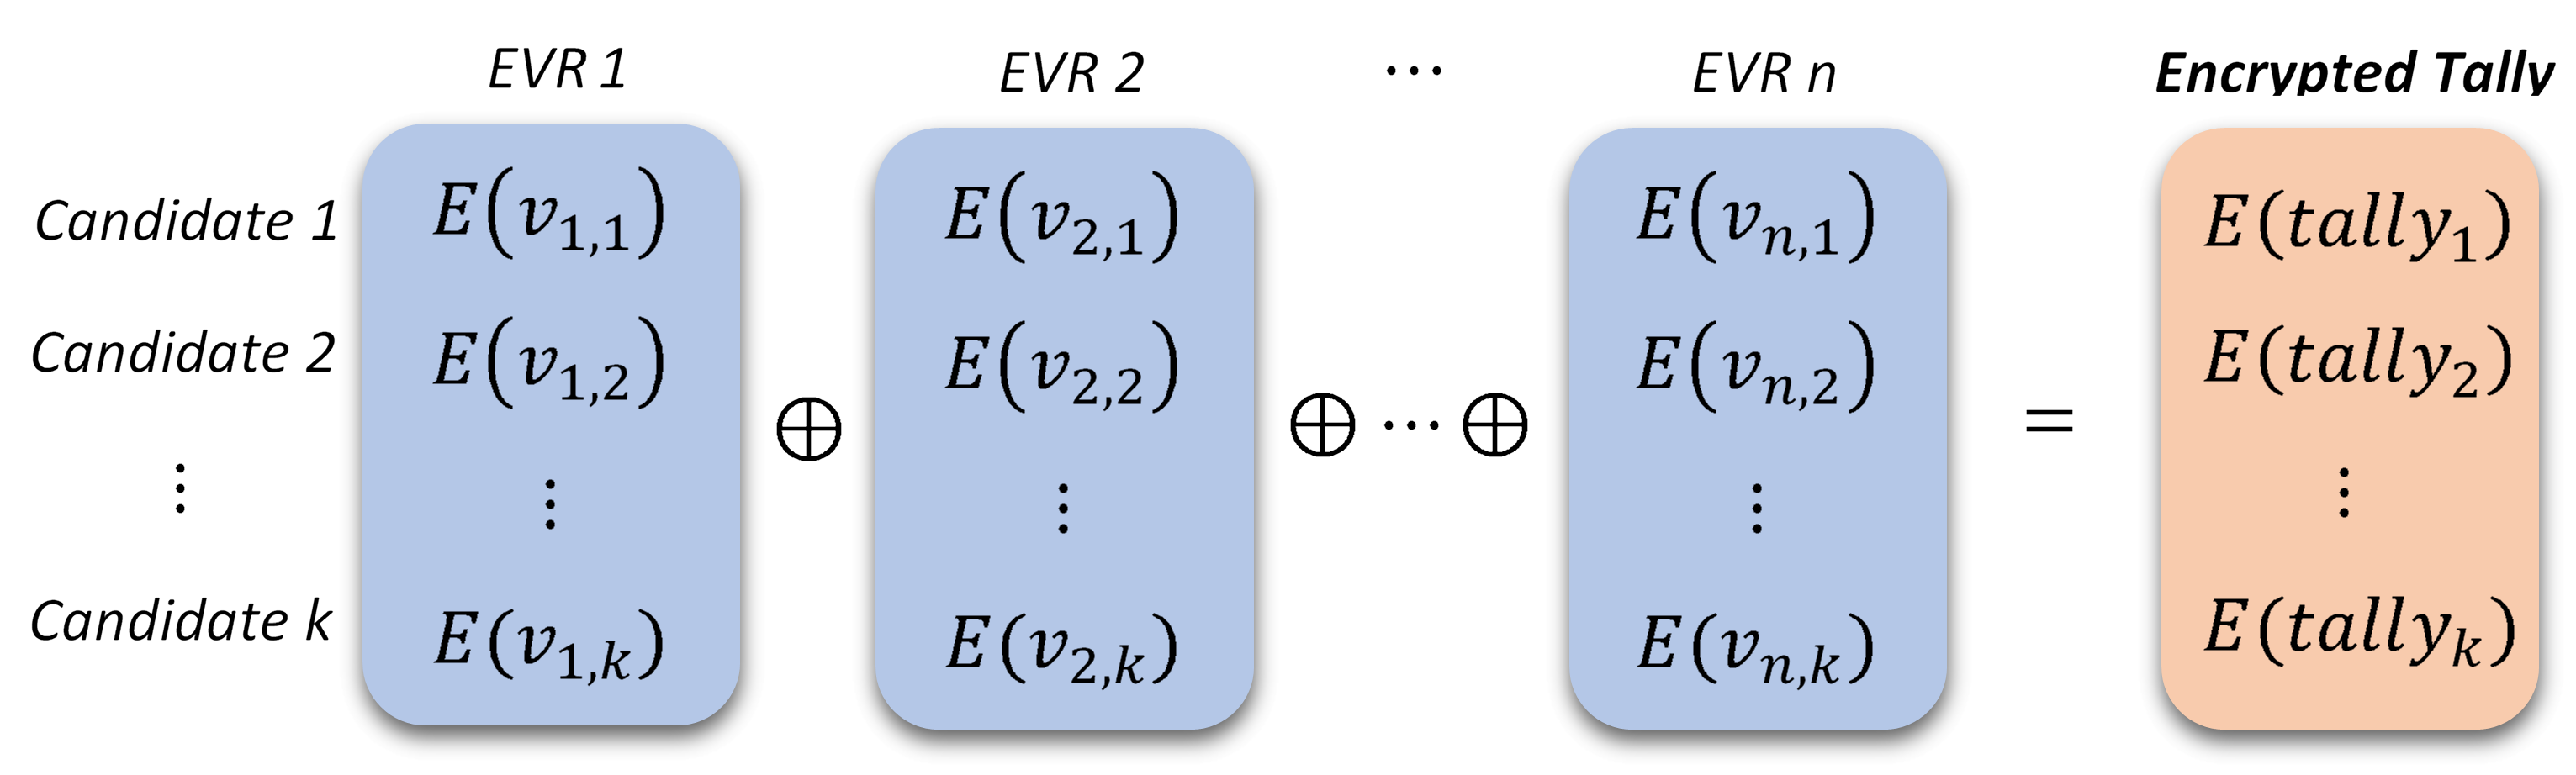 EVR 1 EVR 2 ⋯ EVR n Encrypted Tally
Candidate 1 E(v₁,₁) E(v₂,₁) E(vₙ,₁) E(tally₁)
Candidate 2 E(v₁,₂) E(v₂,₂) E(vₙ,₂) E(tally₂)
⊕ ⊕ ⋯ ⊕ =
⋮ ⋮ ⋮ ⋮ ⋮
Candidate k E(v₁,ₖ) E(v₂,ₖ) E(vₙ,ₖ) E(tallyₖ)